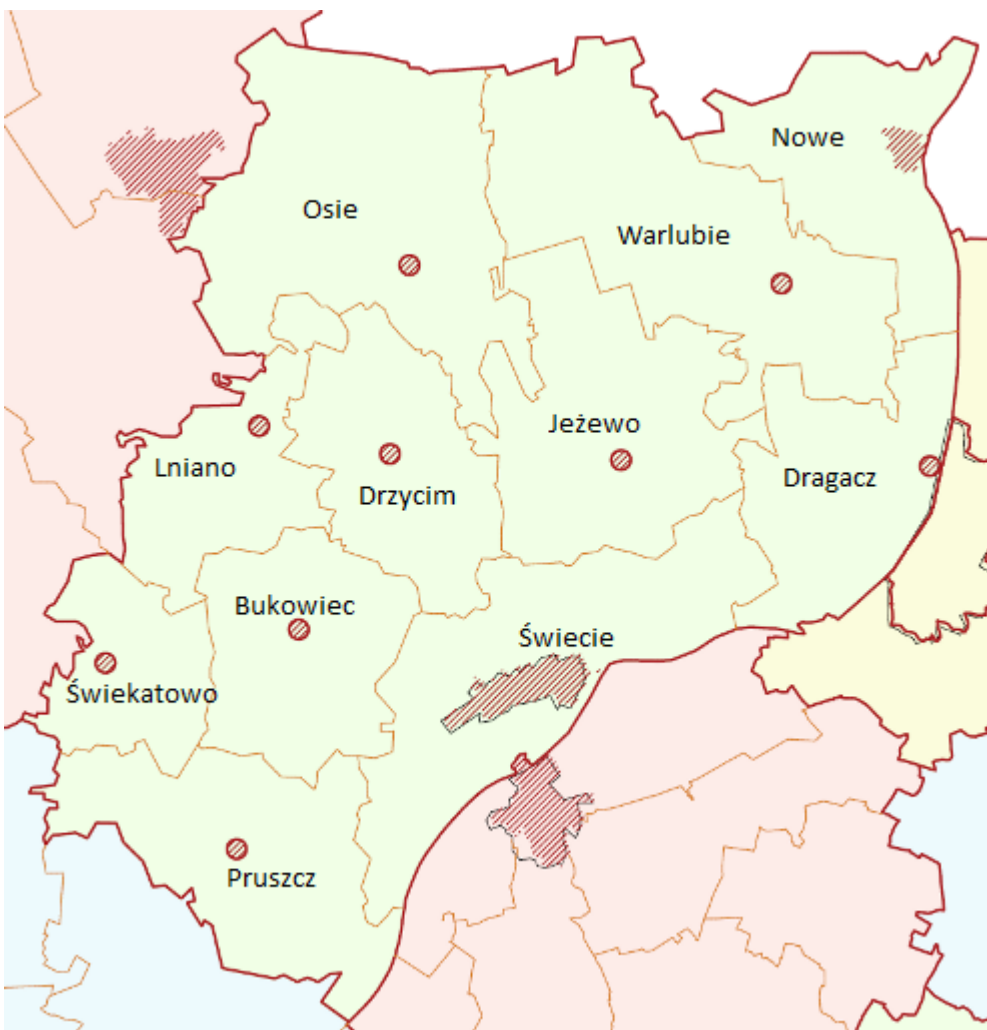 Nowe
Osie
Warlubie
Jeżewo
Lniano
Dragacz
Drzycim
Bukowiec
Świecie
Świekatowo
Pruszcz